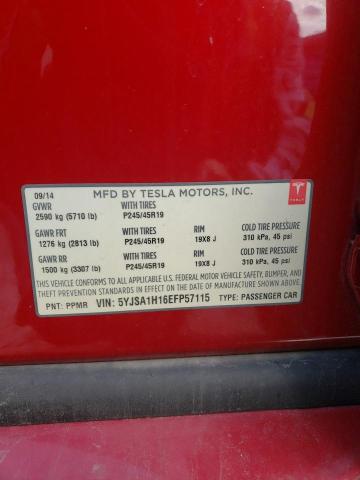 09/14 MFD BY TESLA MOTORS, INC.
GVWR WITH TIRES
2590 kg (5710 lb) P245/45R19
GAWR FRT WITH TIRES RIM COLD TIRE PRESSURE
1276 kg (2813 lb) P245/45R19 19X8 J 310 kPa, 45 psi
GAWR RR WITH TIRES RIM COLD TIRE PRESSURE
1500 kg (3307 lb) P245/45R19 19X8 J 310 kPa, 45 psi
THIS VEHICLE CONFORMS TO ALL APPLICABLE U.S. FEDERAL MOTOR VEHICLE SAFETY, BUMPER, AND
THEFT PREVENTION STANDARDS IN EFFECT ON THE DATE OF MANUFACTURE SHOWN ABOVE.
PNT: PPMR VIN: 5YJSA1H16EFP57115 TYPE: PASSENGER CAR
TESLA